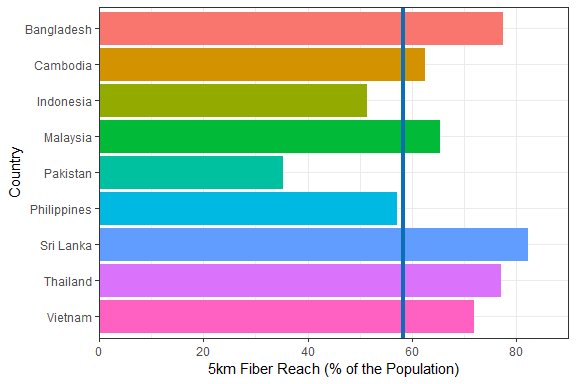 Country
Bangladesh
Cambodia
Indonesia
Malaysia
Pakistan
Philippines
Sri Lanka
Thailand
Vietnam
0 20 40 60 80
5km Fiber Reach (% of the Population)